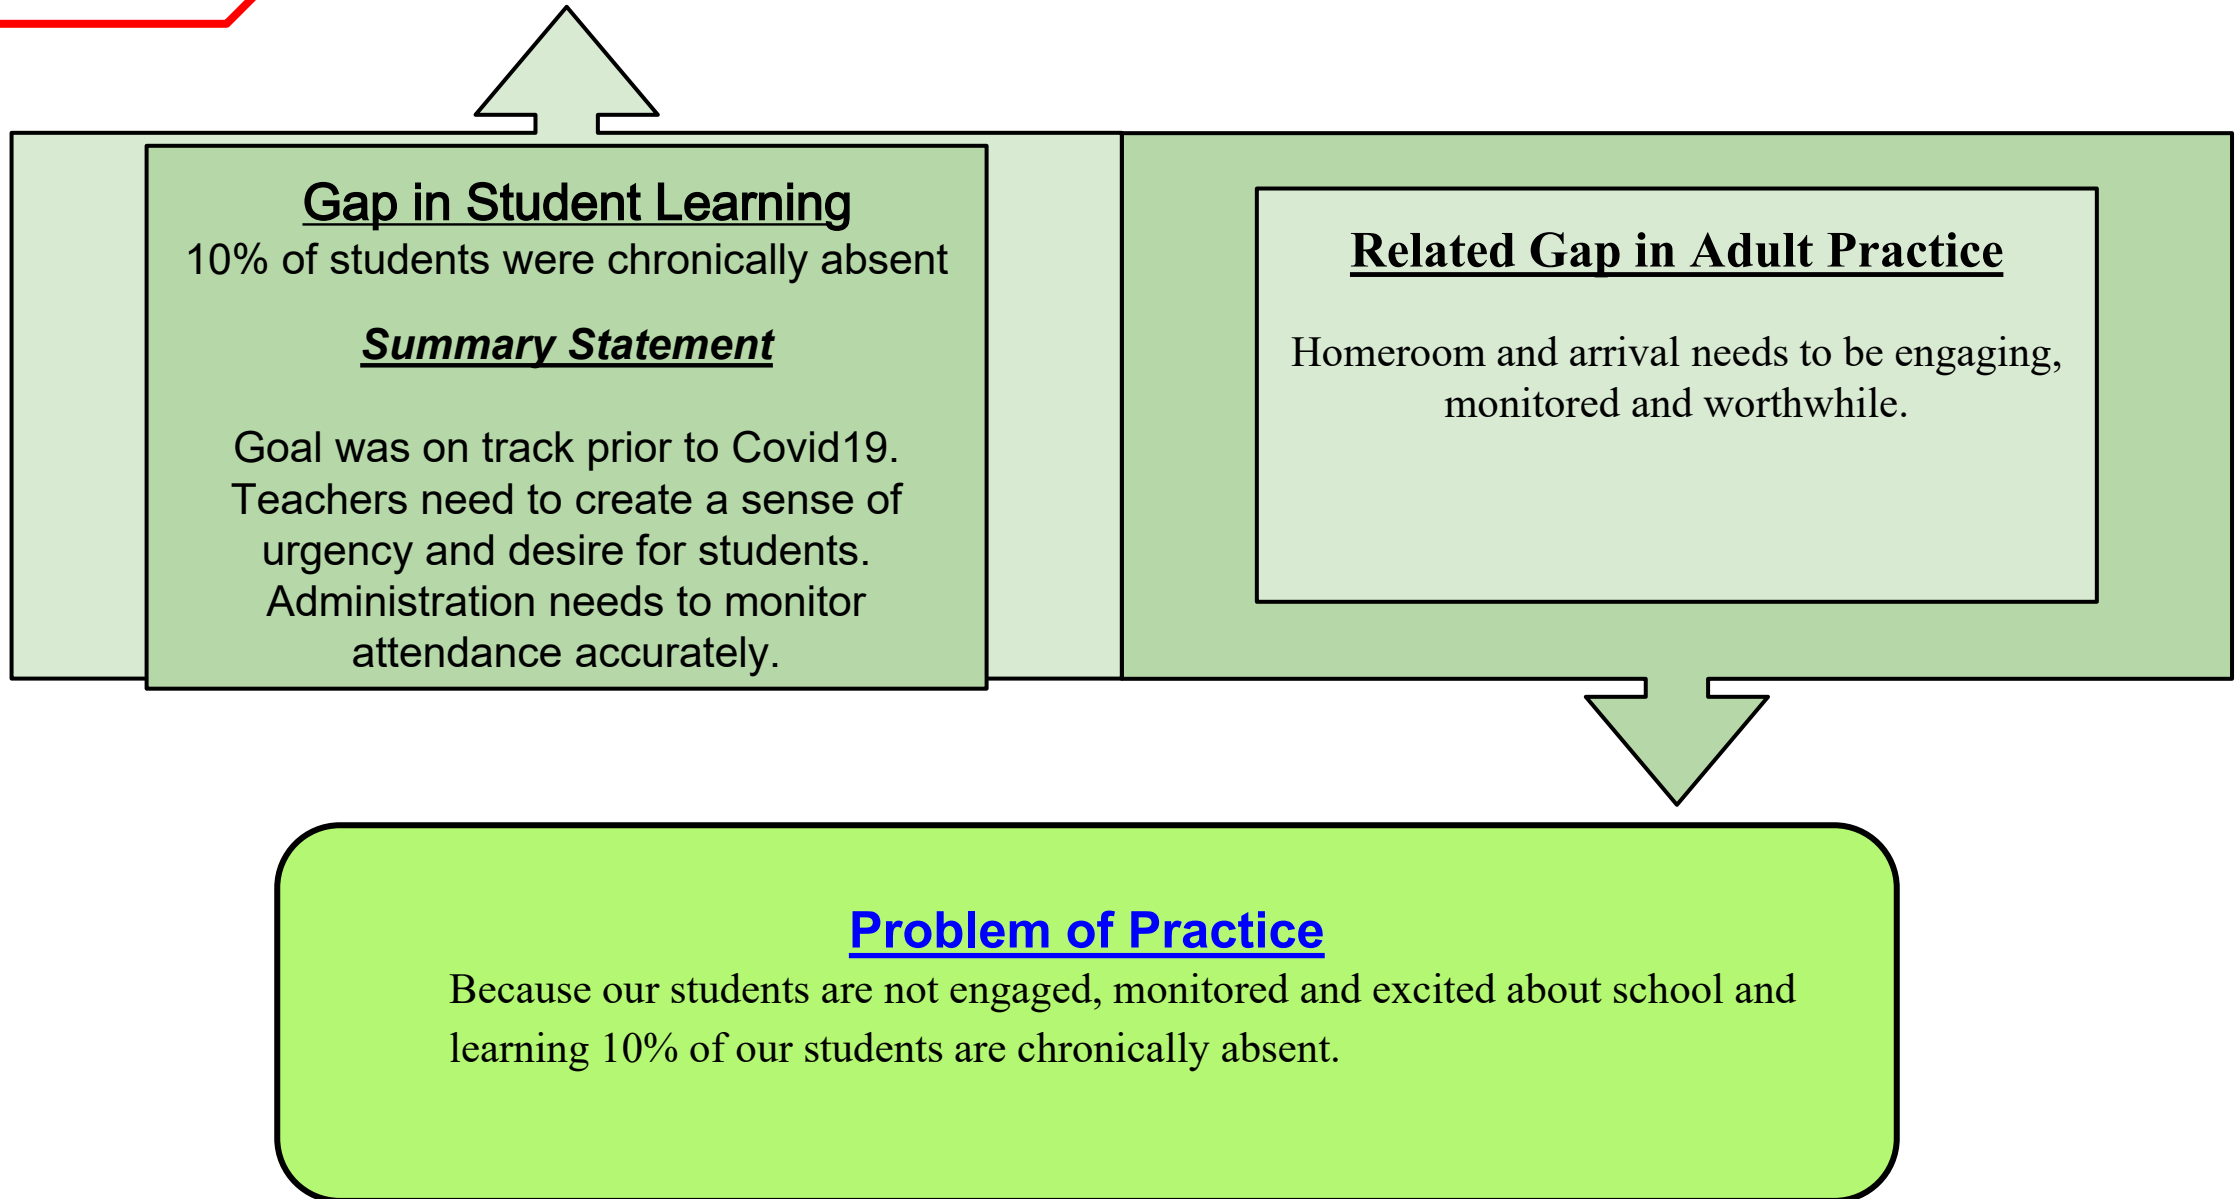 Gap in Student Learning
10% of students were chronically absent
Summary Statement
Goal was on track prior to Covid19.
Teachers need to create a sense of
urgency and desire for students.
Administration needs to monitor
attendance accurately.
Related Gap in Adult Practice
Homeroom and arrival needs to be engaging,
monitored and worthwhile.
Problem of Practice
Because our students are not engaged, monitored and excited about school and
learning 10% of our students are chronically absent.